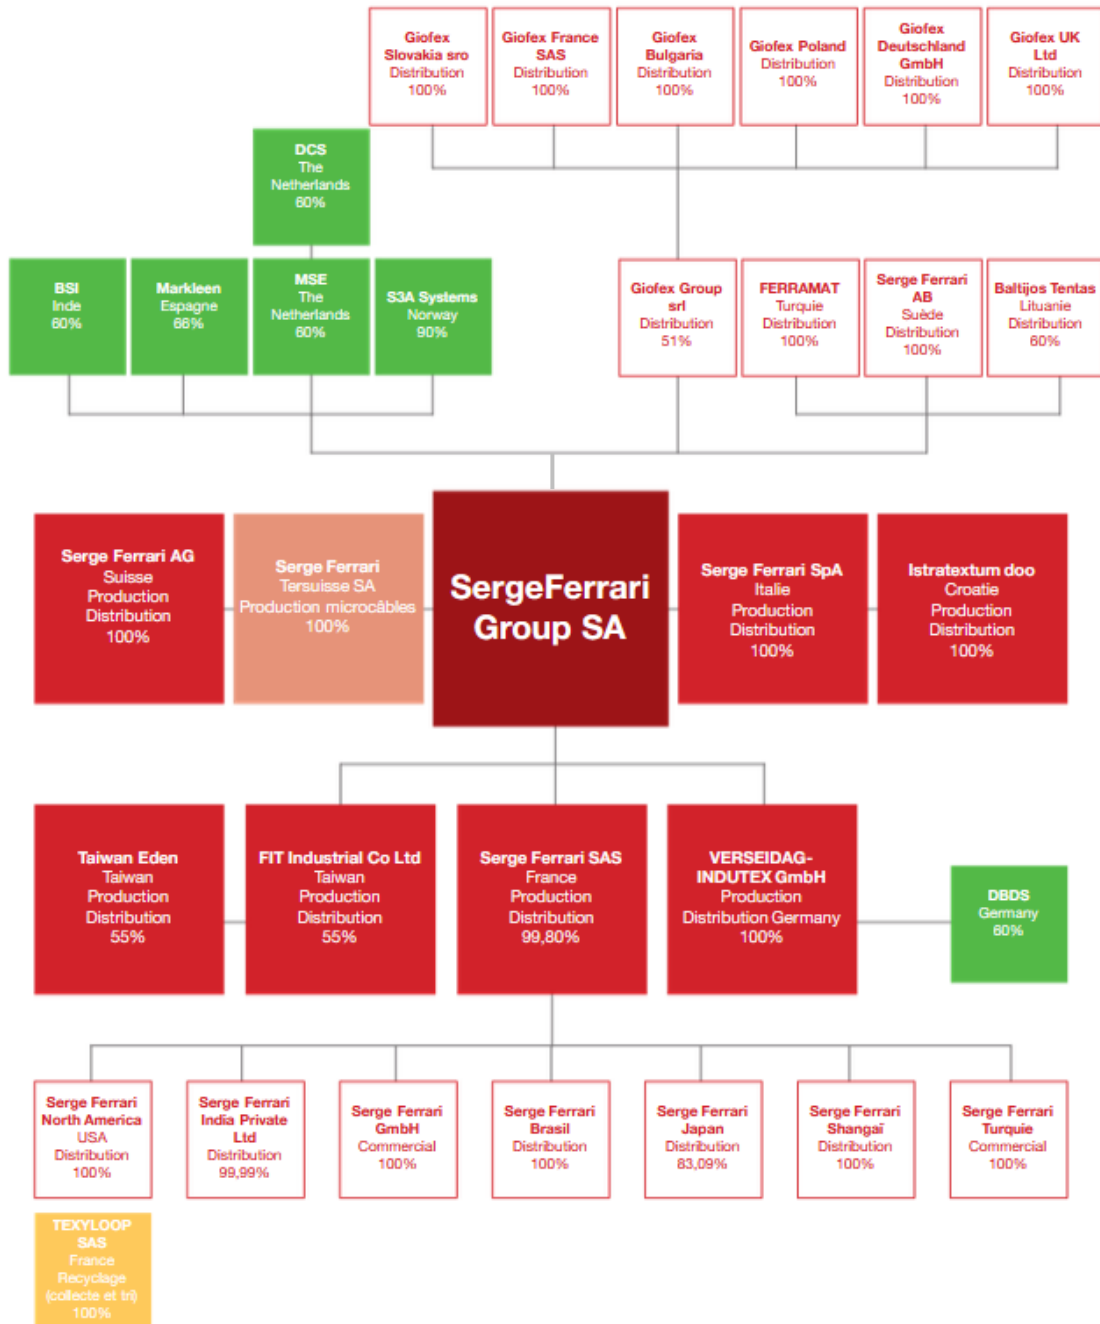 Giofex
Slovakia sro
Distribution
100%
Giofex France
SAS
Distribution
100%
Giofex
Bulgaria
Distribution
100%
Giofex Poland
Distribution
100%
Giofex
Deutschland
GmbH
Distribution
100%
Giofex UK
Ltd
Distribution
100%
DCS
The
Netherlands
60%
BSI
Inde
60%
Markleen
Espagne
66%
MSE
The
Netherlands
60%
S3A Systems
Norway
90%
Giofex Group
srl
Distribution
51%
FERRAMAT
Turquie
Distribution
100%
Serge Ferrari
AB
Suède
Distribution
100%
Baltijos Tentas
Lituanie
Distribution
60%
Serge Ferrari AG
Suisse
Production
Distribution
100%
Serge Ferrari
Tersuisse SA
Production microcâbles
100%
SergeFerrari
Group SA
Serge Ferrari SpA
Italie
Production
Distribution
100%
Istratextum doo
Croatie
Production
Distribution
100%
Taiwan Eden
Taiwan
Production
Distribution
55%
FIT Industrial Co Ltd
Taiwan
Production
Distribution
55%
Serge Ferrari SAS
France
Production
Distribution
99,80%
VERSEIDAG-
INDUTEX GmbH
Production
Distribution Germany
100%
DBDS
Germany
60%
Serge Ferrari
North America
USA
Distribution
100%
Serge Ferrari
India Private
Ltd
Distribution
99,99%
Serge Ferrari
GmbH
Commercial
100%
Serge Ferrari
Brasil
Distribution
100%
Serge Ferrari
Japan
Distribution
83,09%
Serge Ferrari
Shangaï
Distribution
100%
Serge Ferrari
Turquie
Commercial
100%
TEXYLOOP
SAS
France
Recyclage
(collecte et tri)
100%